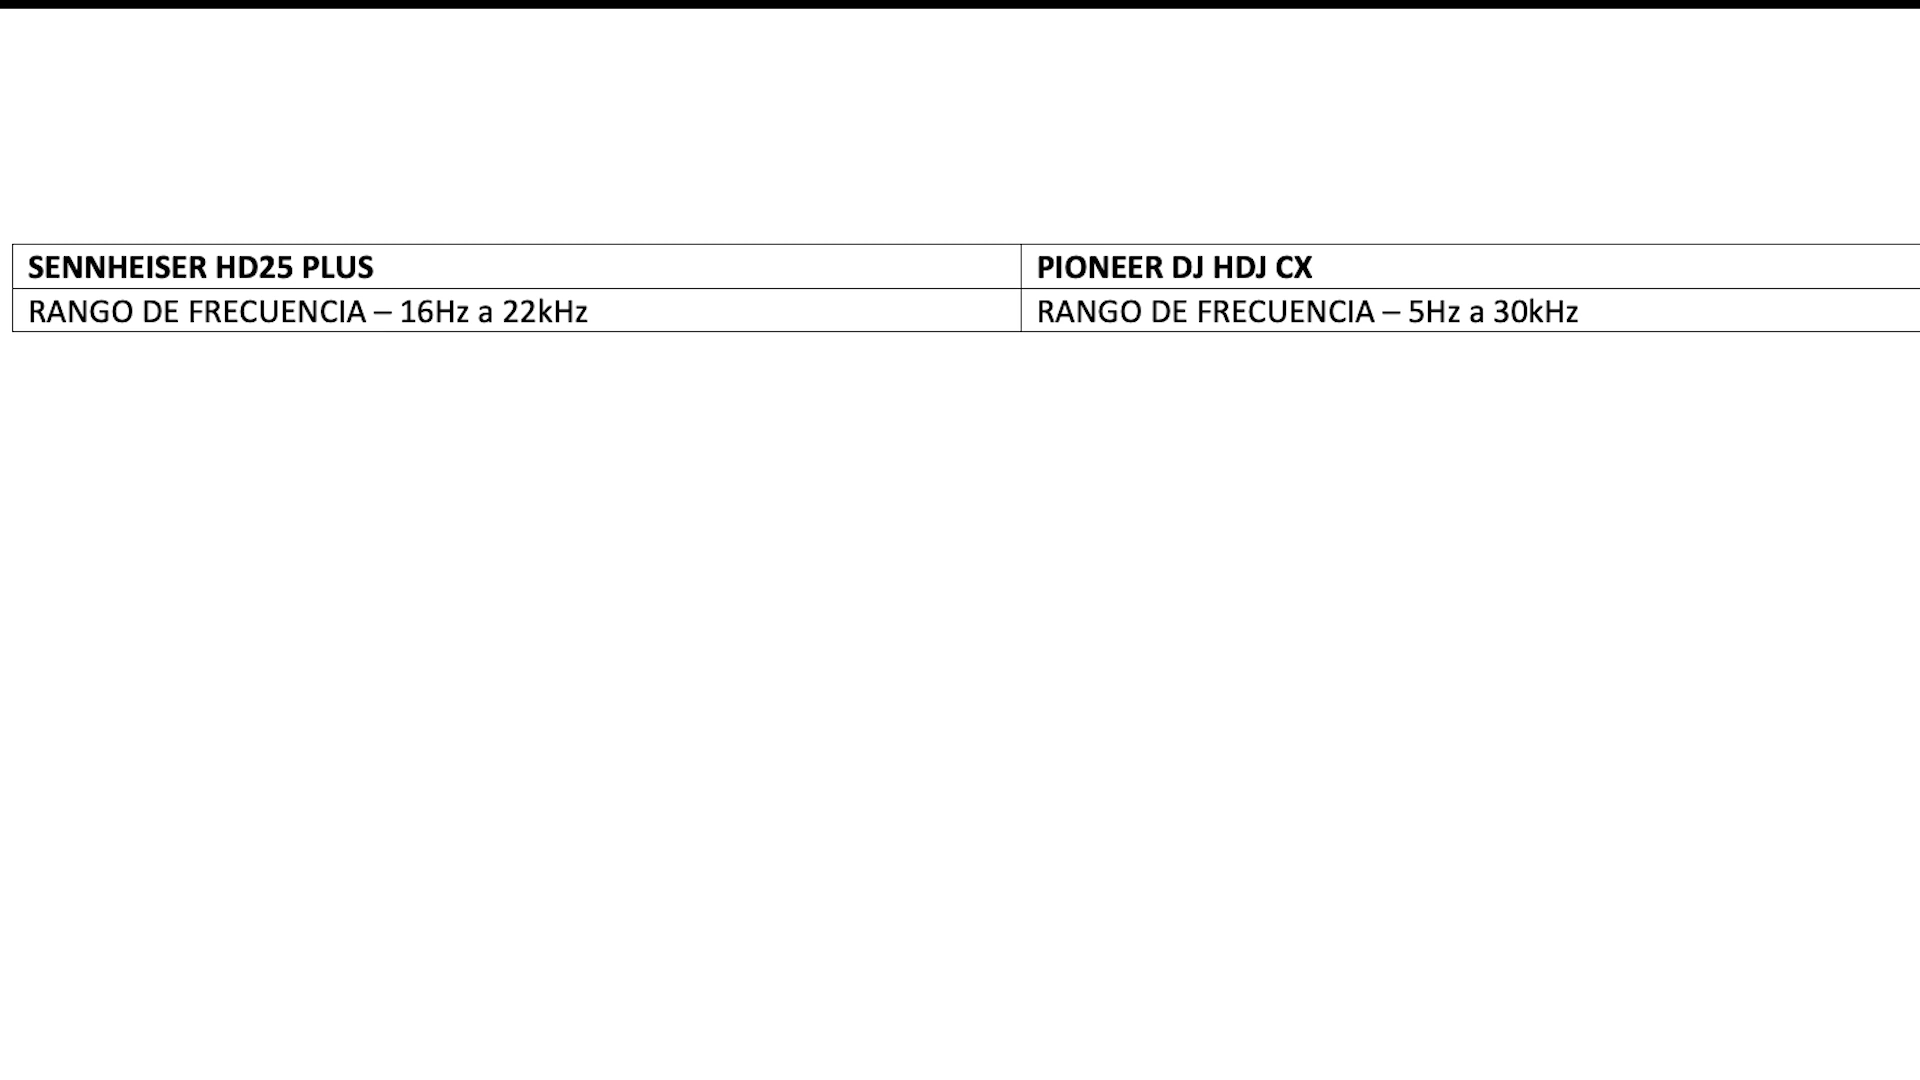 SENNHEISER HD25 PLUS
PIONEER DJ HDJ CX
RANGO DE FRECUENCIA – 16Hz a 22kHz
RANGO DE FRECUENCIA – 5Hz a 30kHz